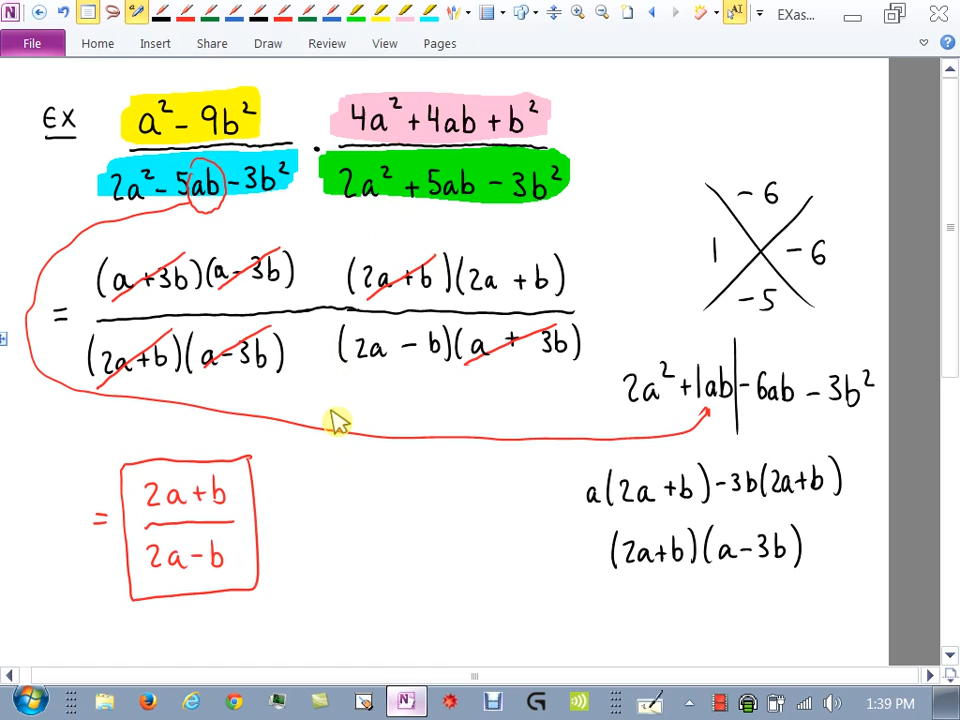 EXas...
File Home Insert Share Draw Review View Pages
EX
a² - 9b² 4a² + 4ab + b²
2a² - 5ab - 3b² · 2a² + 5ab - 3b²
- 6
1 - 6
- 5
= (a + 3b)(a - 3b) (2a + b)(2a + b)
(2a + b)(a - 3b) (2a - b)(a + 3b)
2a² + 1ab | - 6ab - 3b²
a(2a + b) - 3b(2a + b)
(2a + b)(a - 3b)
= 2a + b
2a - b
1:39 PM